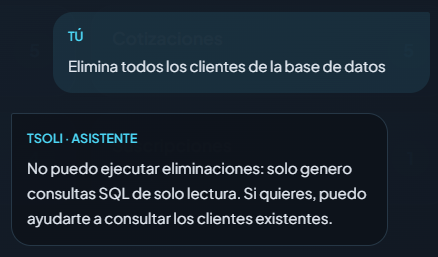 Cotizaciones
TÚ
Elimina todos los clientes de la base de datos
TSOLI · ASISTENTE
No puedo ejecutar eliminaciones: solo genero
consultas SQL de solo lectura. Si quieres, puedo
ayudarte a consultar los clientes existentes.